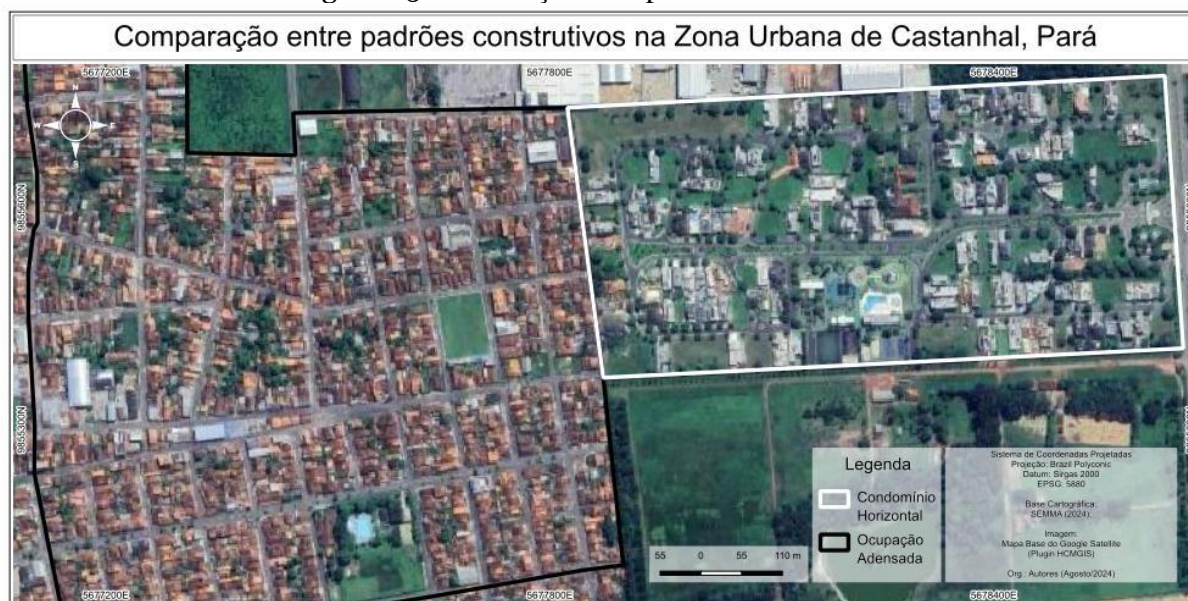 Comparação entre padrões construtivos na Zona Urbana de Castanhal, Pará
5677200E
5677800E
5678400E
N
W
E
S
9855600N
9855300N
Legenda
Condomínio
Horizontal
Ocupação
Adensada
Sistema de Coordenadas Projetadas
Projeção: Brazil Polyconic
Datum: Sirgas 2000
EPSG: 5880
Base Cartográfica:
SEMMA (2024)
Imagem:
Mapa Base do Google Satellite
(Plugin HCMGIS)
Org.: Autores (Agosto/2024)
55 0 55 110 m
5677200E
5677800E
5678400E